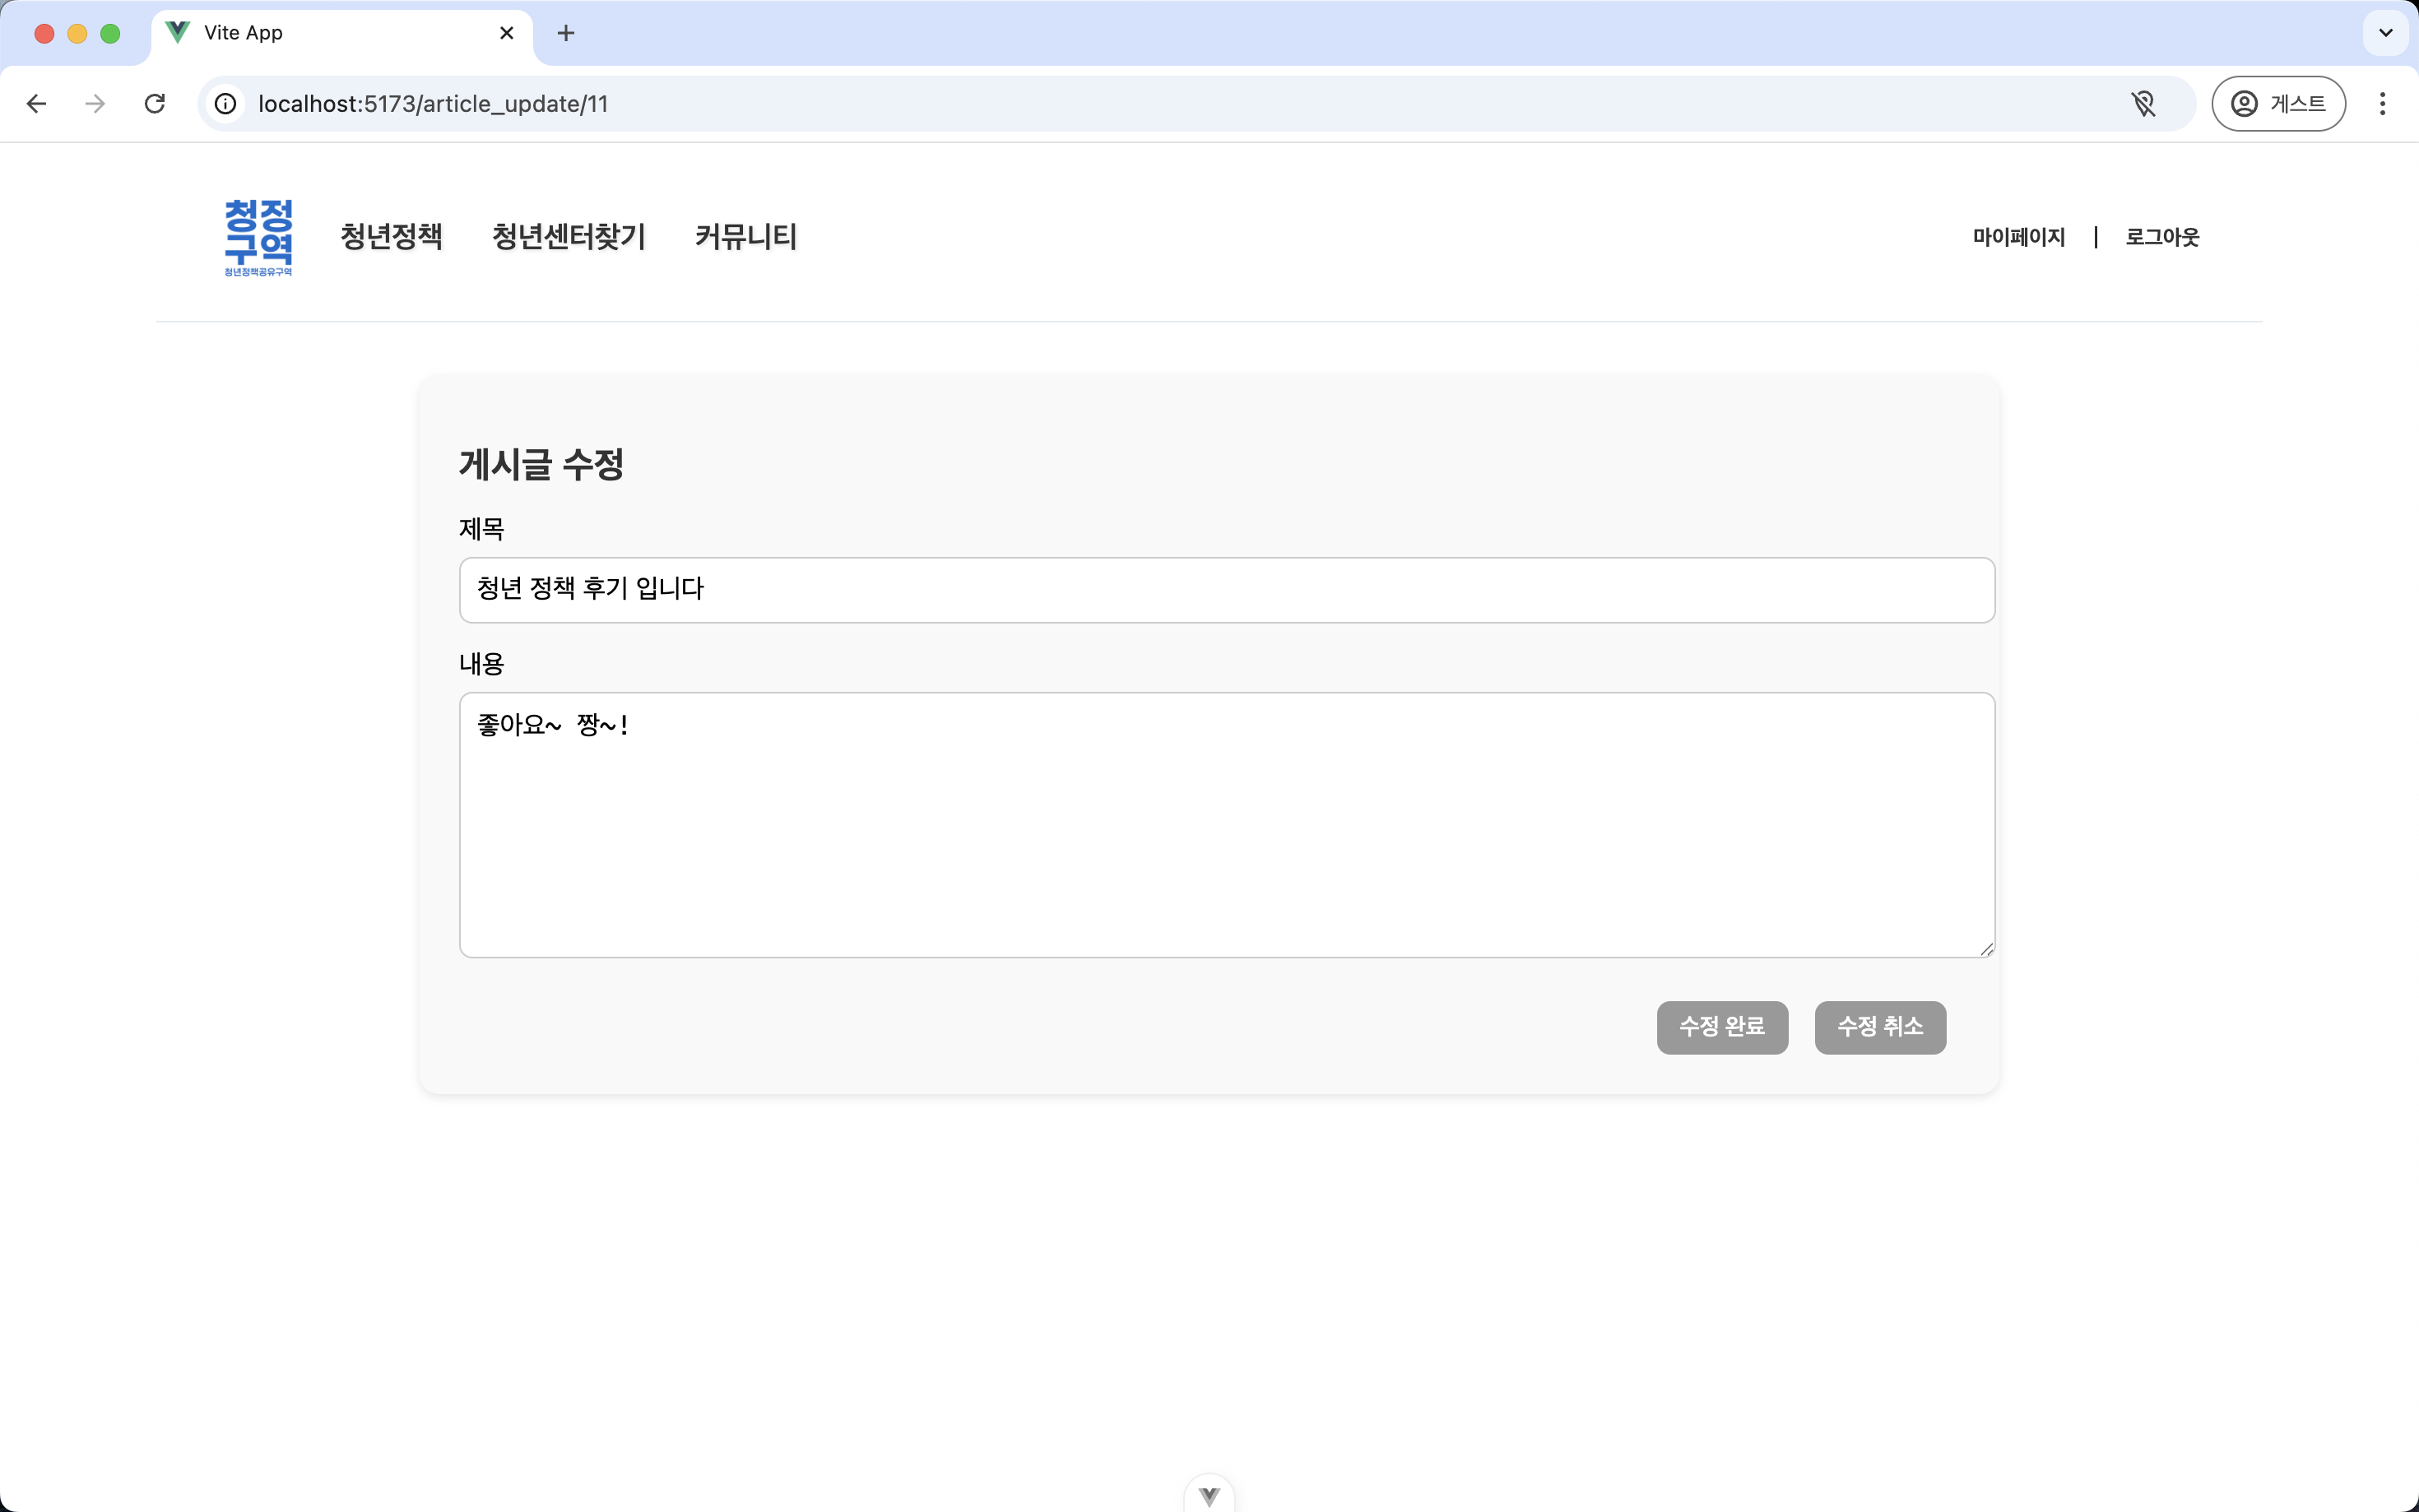 Vite App
localhost:5173/article_update/11
게스트
청정
구역
청년정책공유구역
청년정책
청년센터찾기
커뮤니티
마이페이지 | 로그아웃
게시글 수정
제목
청년 정책 후기 입니다
내용
좋아요~ 짱~!
수정 완료
수정 취소